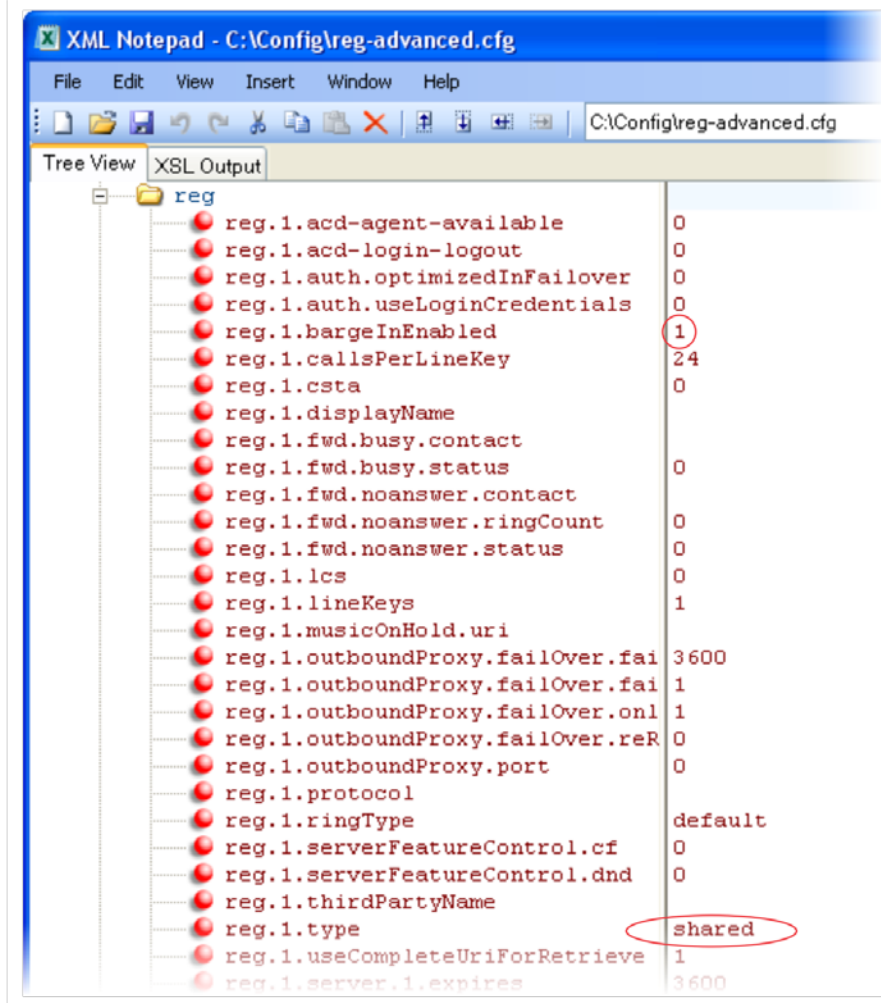 XML Notepad - C:\Config\reg-advanced.cfg
File Edit View Insert Window Help
C:\Config\reg-advanced.cfg
Tree View XSL Output
reg
reg.1.acd-agent-available 0
reg.1.acd-login-logout 0
reg.1.auth.optimizedInFailover 0
reg.1.auth.useLoginCredentials 0
reg.1.bargeInEnabled 1
reg.1.callsPerLineKey 24
reg.1.csta 0
reg.1.displayName
reg.1.fwd.busy.contact
reg.1.fwd.busy.status 0
reg.1.fwd.noanswer.contact
reg.1.fwd.noanswer.ringCount 0
reg.1.fwd.noanswer.status 0
reg.1.lcs 0
reg.1.lineKeys 1
reg.1.musicOnHold.uri
reg.1.outboundProxy.failOver.fai 3600
reg.1.outboundProxy.failOver.fai 1
reg.1.outboundProxy.failOver.onl 1
reg.1.outboundProxy.failOver.reR 0
reg.1.outboundProxy.port 0
reg.1.protocol
reg.1.ringType default
reg.1.serverFeatureControl.cf 0
reg.1.serverFeatureControl.dnd 0
reg.1.thirdPartyName
reg.1.type shared
reg.1.useCompleteUriForRetrieve 1
reg.1.server.1.expires 3600